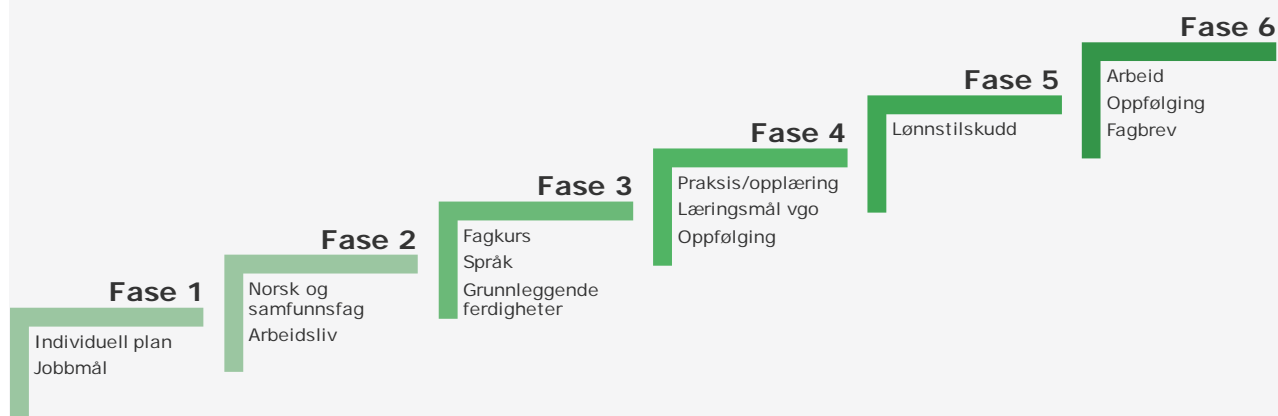 Fase 1
Individuell plan
Jobbmål
Fase 2
Norsk og
samfunnsfag
Arbeidsliv
Fase 3
Fagkurs
Språk
Grunnleggende
ferdigheter
Fase 4
Praksis/opplæring
Læringsmål vgo
Oppfølging
Fase 5
Lønnstilskudd
Fase 6
Arbeid
Oppfølging
Fagbrev